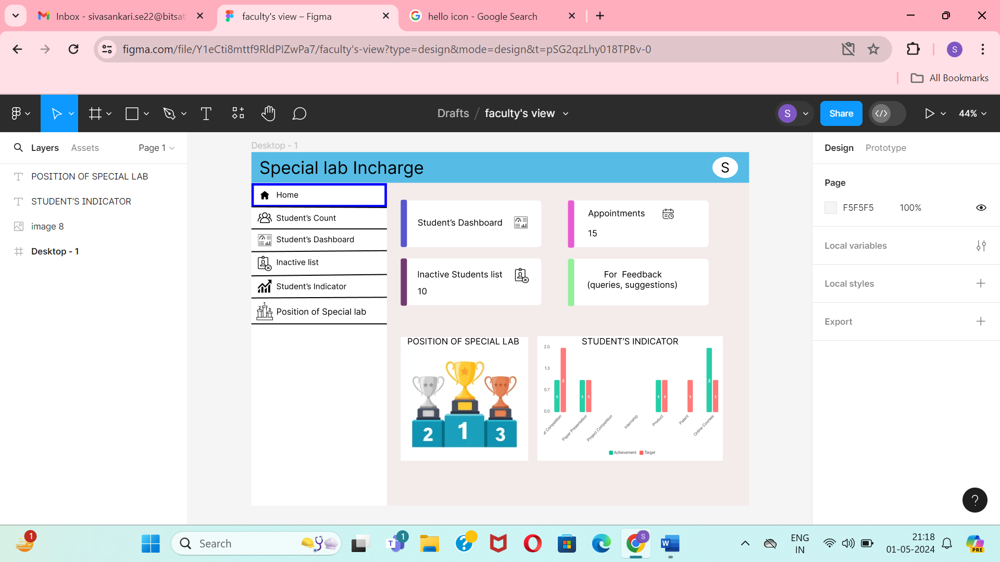 Inbox - sivasankari.se22@bitsat
faculty's view – Figma
hello icon - Google Search
figma.com/file/Y1eCti8mttf9RldPIZwPa7/faculty's-view?type=design&mode=design&t=pSG2qzLhy018TPBv-0
S
All Bookmarks
Drafts / faculty's view
S
Share
44%
Layers
Assets
Page 1
POSITION OF SPECIAL LAB
STUDENT’S INDICATOR
image 8
Desktop - 1
Desktop - 1
Special lab Incharge
S
Home
Student’s Count
Student’s Dashboard
Inactive list
Student’s Indicator
Position of Special lab
Student’s Dashboard
Appointments
15
Inactive Students list
10
For Feedback
(queries, suggestions)
POSITION OF SPECIAL LAB
2
1
3
STUDENT’S INDICATOR
2.0
1.3
0.7
0.0
1
2
1
1
1
1
1
2
1
al Competition
Paper Presentation
Project Competition
Internship
Product
Patent
Online Courses
Achievement
Target
Design
Prototype
Page
F5F5F5
100%
Local variables
Local styles
Export
?
1
Search
1
S
ENG
IN
21:18
01-05-2024
PRE